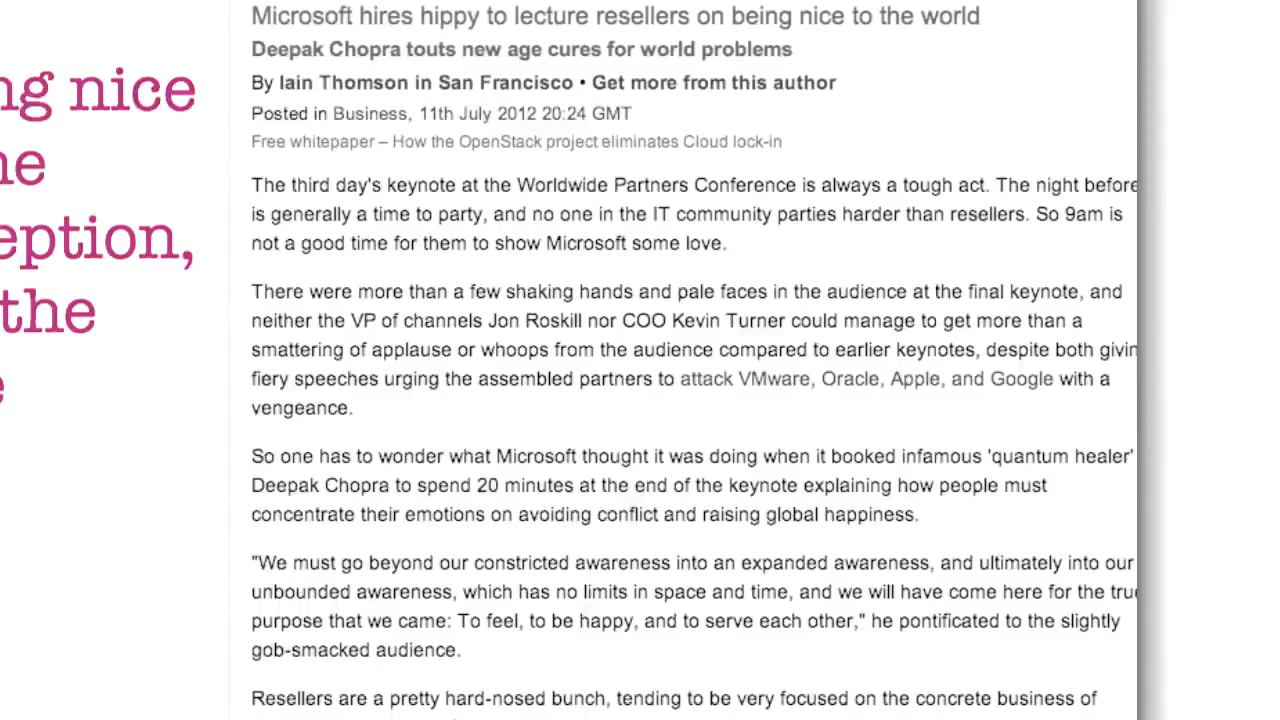 ng nice
ne
eption,
the
e
Microsoft hires hippy to lecture resellers on being nice to the world
Deepak Chopra touts new age cures for world problems
By Iain Thomson in San Francisco • Get more from this author
Posted in Business, 11th July 2012 20:24 GMT
Free whitepaper – How the OpenStack project eliminates Cloud lock-in
The third day's keynote at the Worldwide Partners Conference is always a tough act. The night before
is generally a time to party, and no one in the IT community parties harder than resellers. So 9am is
not a good time for them to show Microsoft some love.
There were more than a few shaking hands and pale faces in the audience at the final keynote, and
neither the VP of channels Jon Roskill nor COO Kevin Turner could manage to get more than a
smattering of applause or whoops from the audience compared to earlier keynotes, despite both givin
fiery speeches urging the assembled partners to attack VMware, Oracle, Apple, and Google with a
vengeance.
So one has to wonder what Microsoft thought it was doing when it booked infamous 'quantum healer'
Deepak Chopra to spend 20 minutes at the end of the keynote explaining how people must
concentrate their emotions on avoiding conflict and raising global happiness.
"We must go beyond our constricted awareness into an expanded awareness, and ultimately into our
unbounded awareness, which has no limits in space and time, and we will have come here for the true
purpose that we came: To feel, to be happy, and to serve each other," he pontificated to the slightly
gob-smacked audience.
Resellers are a pretty hard-nosed bunch, tending to be very focused on the concrete business of